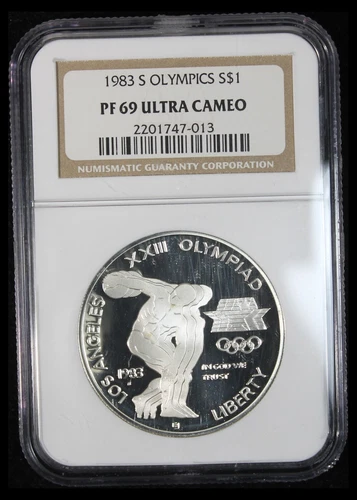 1983 S OLYMPICS S$1
PF 69 ULTRA CAMEO
2201747-013
NUMISMATIC GUARANTY CORPORATION
LOS ANGELES XXIII OLYMPIAD
1983
IN GOD WE
TRUST
LIBERTY